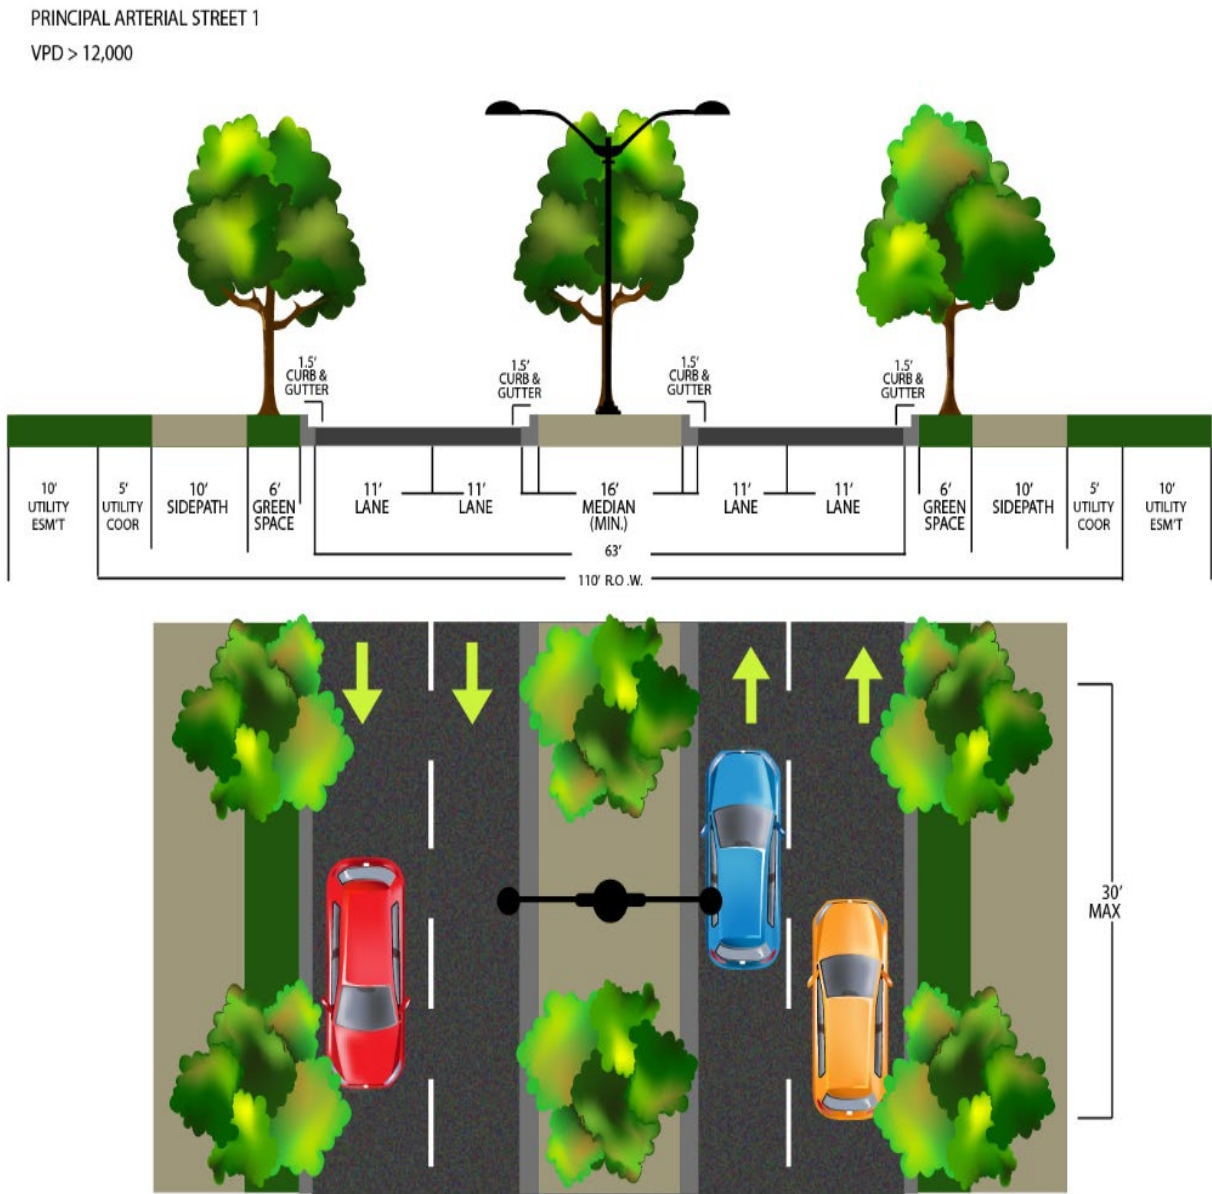 PRINCIPAL ARTERIAL STREET 1
VPD > 12,000
1.5'
CURB &
GUTTER
1.5'
CURB &
GUTTER
1.5'
CURB &
GUTTER
1.5'
CURB &
GUTTER
10'
UTILITY
ESM'T
5'
UTILITY
COOR
10'
SIDEPATH
6'
GREEN
SPACE
11'
LANE
11'
LANE
16'
MEDIAN
(MIN.)
11'
LANE
11'
LANE
6'
GREEN
SPACE
10'
SIDEPATH
5'
UTILITY
COOR
10'
UTILITY
ESM'T
63'
110' R.O .W.
30'
MAX